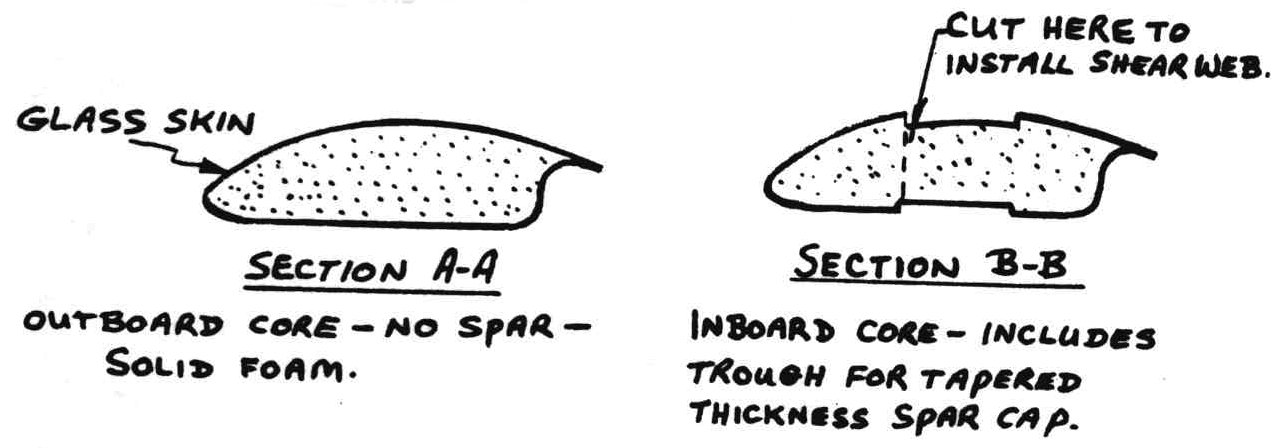 GLASS SKIN
SECTION A-A
OUTBOARD CORE - NO SPAR -
SOLID FOAM.
CUT HERE TO
INSTALL SHEAR WEB.
SECTION B-B
INBOARD CORE - INCLUDES
TROUGH FOR TAPERED
THICKNESS SPAR CAP.